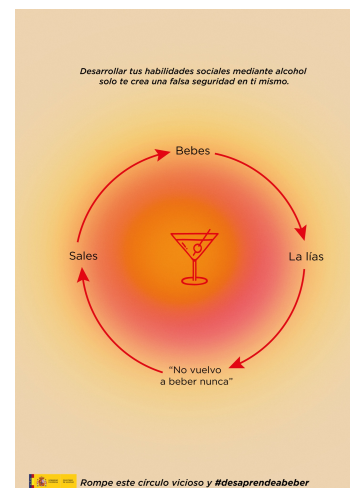 Desarrollar tus habilidades sociales mediante alcohol
solo te crea una falsa seguridad en ti mismo.
Bebes
Sales
La lías
“No vuelvo
a beber nunca”
Rompe este círculo vicioso y #desaprendeabeber